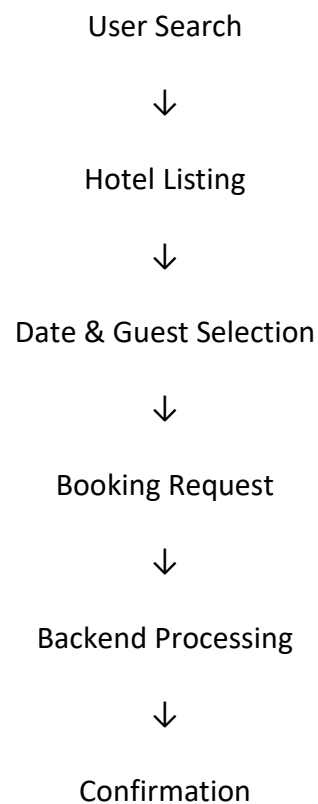 User Search
↓
Hotel Listing
↓
Date & Guest Selection
↓
Booking Request
↓
Backend Processing
↓
Confirmation